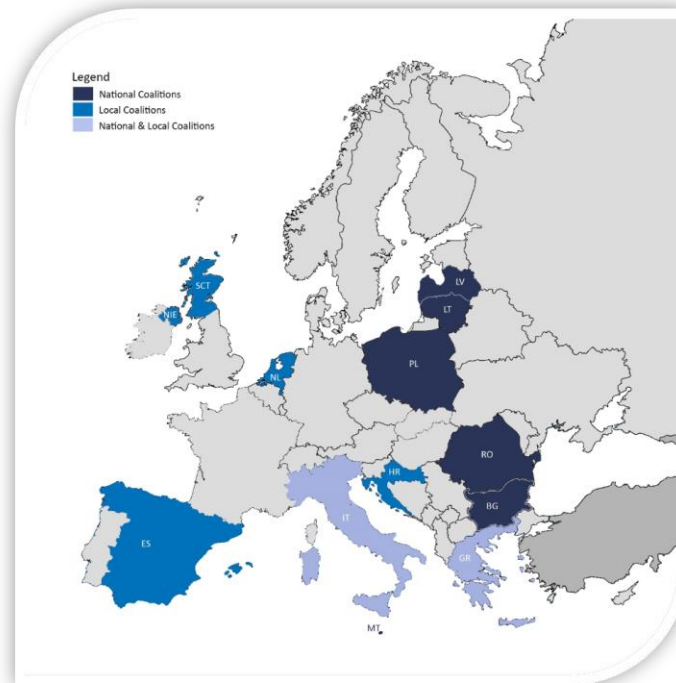 Legend
National Coalitions
Local Coalitions
National & Local Coalitions
SCT
NIE
LV
LT
NL
PL
RO
HR
BG
IT
ES
GR
MT